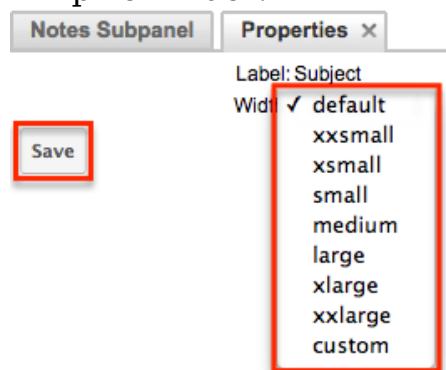 Notes Subpanel
Properties ×
Label: Subject
✓ default
xxsmall
xsmall
Save
small
medium
large
xlarge
xxlarge
custom